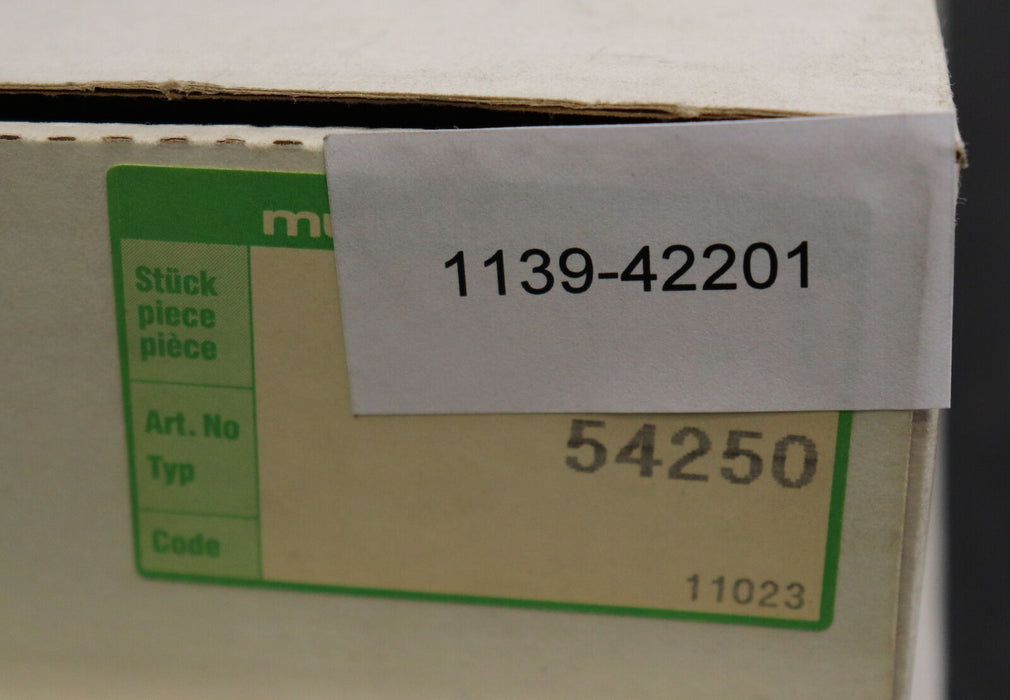 mu
1139-42201
Stück
piece
pièce
Art. No
54250
Typ
Code
11023